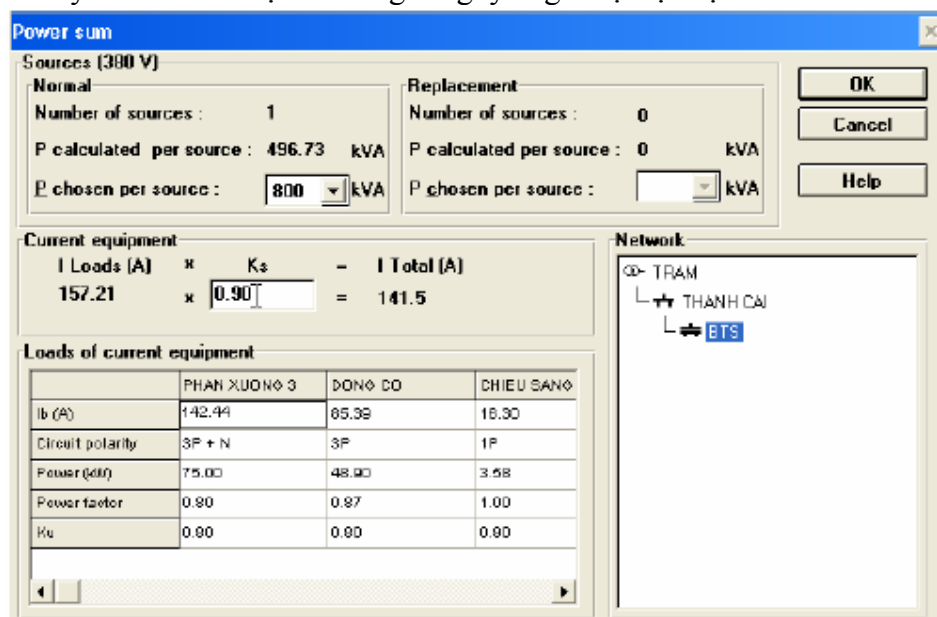 Power sum
Sources (380 V)
Normal
Number of sources : 1
P calculated per source : 496.73 kVA
P chosen per source : 800 kVA
Replacement
Number of sources : 0
P calculated per source : 0 kVA
P chosen per source : kVA
OK
Cancel
Help
Current equipment
I Loads (A) x Ks = I Total (A)
157.21 x 0.90 = 141.5
Network
TRAM
THANH CAI
BTS
Loads of current equipment
PHAN XUONG 3 DONG CO CHIEU SANG
Ib (A) 142.44 85.39 16.30
Circuit polarity 3P + N 3P 1P
Power (kW) 75.00 48.90 3.58
Power factor 0.80 0.87 1.00
Ku 0.90 0.90 0.90